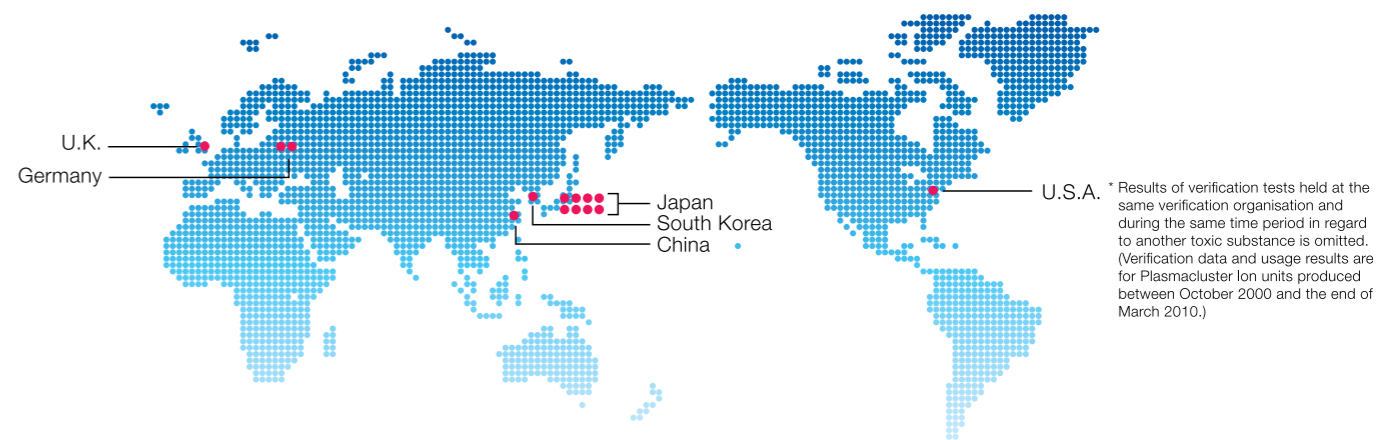 U.K.
Germany
Japan
South Korea
China
U.S.A.
* Results of verification tests held at the
same verification organisation and
during the same time period in regard
to another toxic substance is omitted.
(Verification data and usage results are
for Plasmacluster Ion units produced
between October 2000 and the end of
March 2010.)